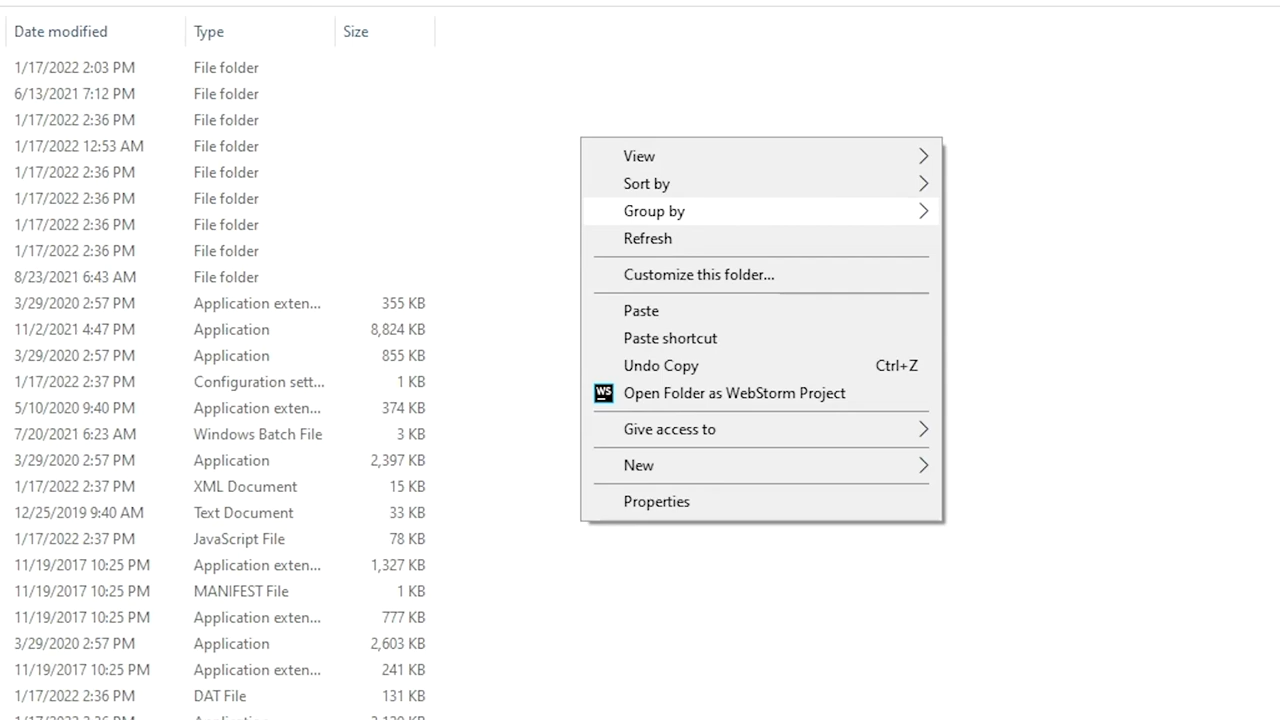 Date modified Type Size
1/17/2022 2:03 PM File folder
6/13/2021 7:12 PM File folder
1/17/2022 2:36 PM File folder
1/17/2022 12:53 AM File folder
1/17/2022 2:36 PM File folder
1/17/2022 2:36 PM File folder
1/17/2022 2:36 PM File folder
1/17/2022 2:36 PM File folder
8/23/2021 6:43 AM File folder
3/29/2020 2:57 PM Application exten... 355 KB
11/2/2021 4:47 PM Application 8,824 KB
3/29/2020 2:57 PM Application 855 KB
1/17/2022 2:37 PM Configuration sett... 1 KB
5/10/2020 9:40 PM Application exten... 374 KB
7/20/2021 6:23 AM Windows Batch File 3 KB
3/29/2020 2:57 PM Application 2,397 KB
1/17/2022 2:37 PM XML Document 15 KB
12/25/2019 9:40 AM Text Document 33 KB
1/17/2022 2:37 PM JavaScript File 78 KB
11/19/2017 10:25 PM Application exten... 1,327 KB
11/19/2017 10:25 PM MANIFEST File 1 KB
11/19/2017 10:25 PM Application exten... 777 KB
3/29/2020 2:57 PM Application 2,603 KB
11/19/2017 10:25 PM Application exten... 241 KB
1/17/2022 2:36 PM DAT File 131 KB
View
Sort by
Group by
Refresh
Customize this folder...
Paste
Paste shortcut
Undo Copy Ctrl+Z
WS Open Folder as WebStorm Project
Give access to
New
Properties